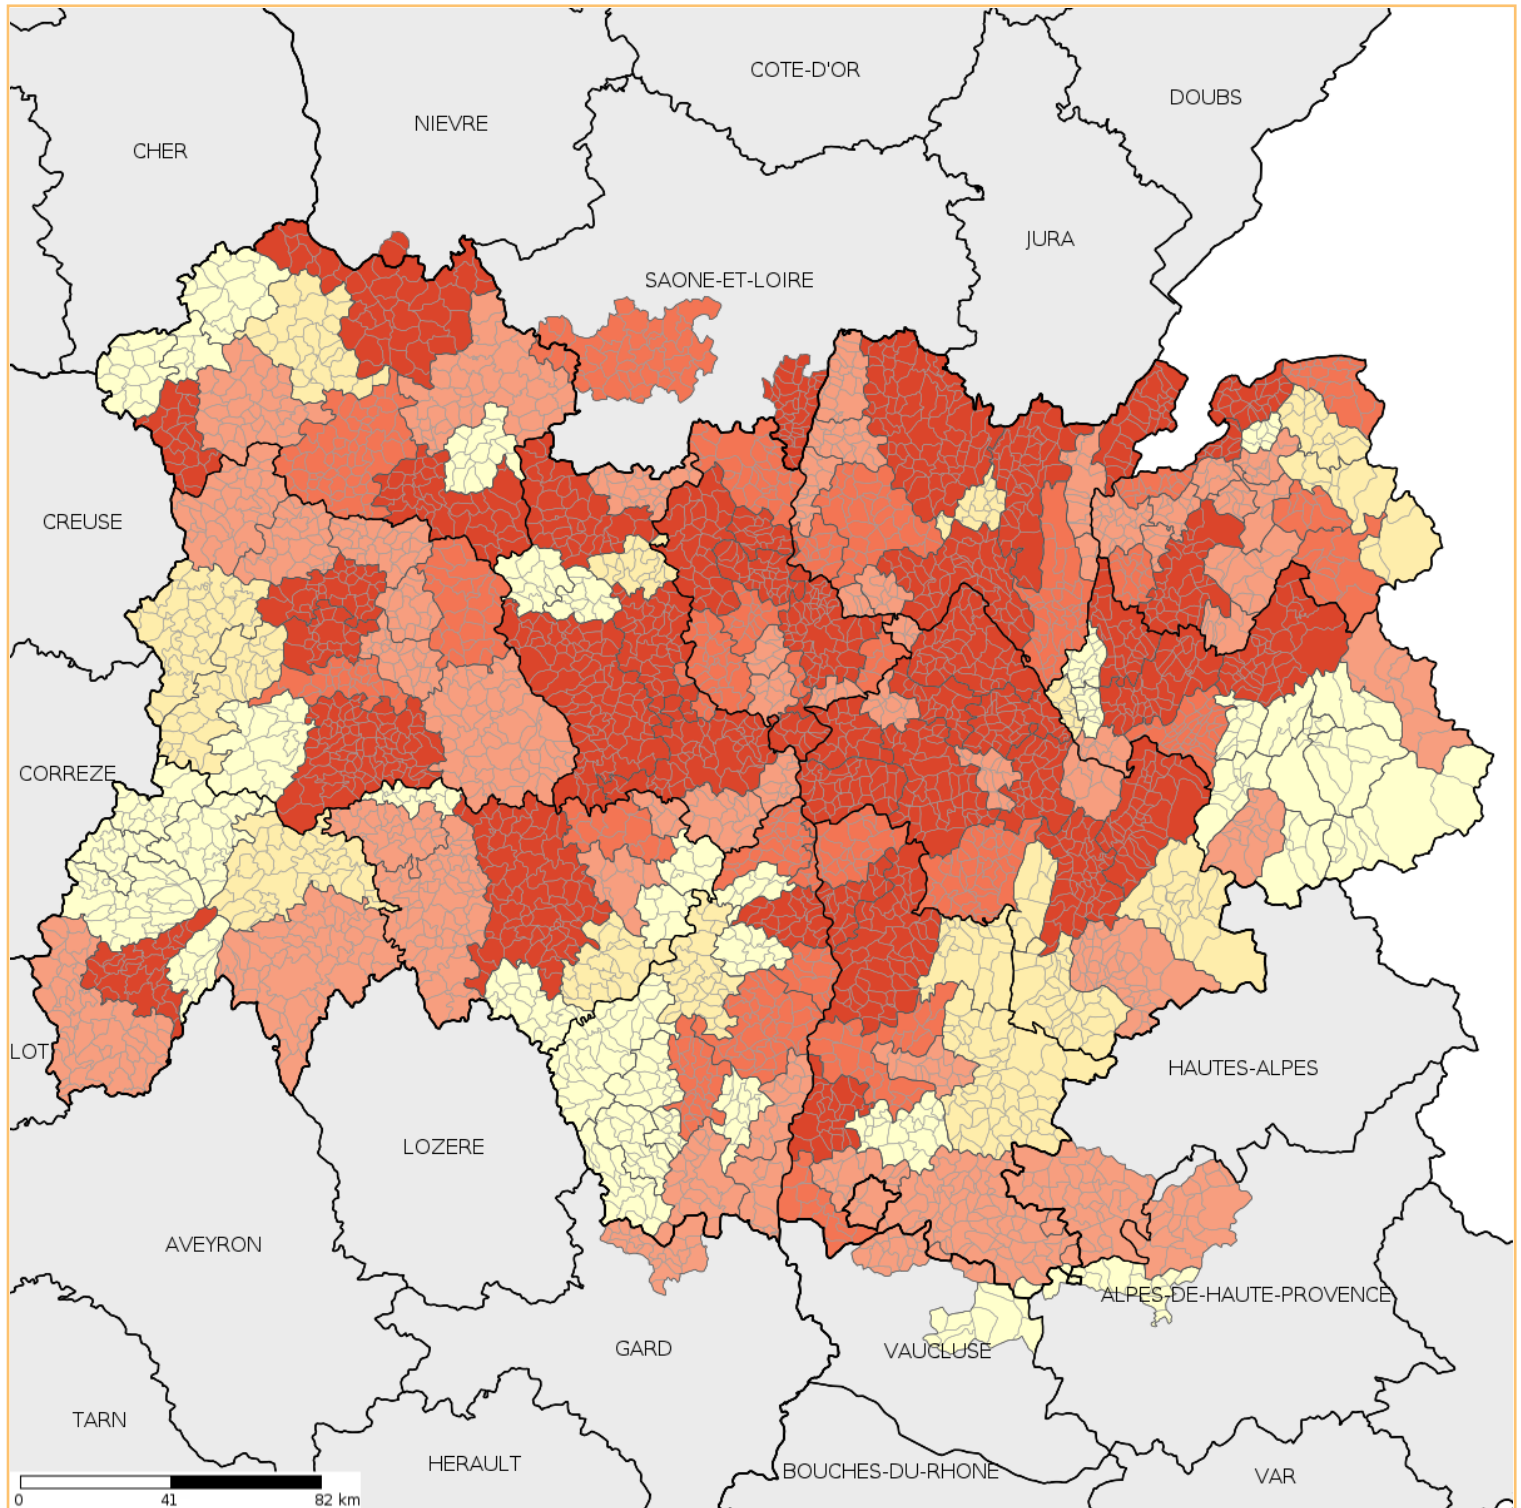 COTE-D'OR
DOUBS
NIEVRE
CHER
JURA
SAONE-ET-LOIRE
CREUSE
CORREZE
LOT
HAUTES-ALPES
LOZERE
AVEYRON
ALPES-DE-HAUTE-PROVENCE
GARD
VAUCLUSE
TARN
HERAULT
BOUCHES-DU-RHONE
VAR
0 41 82 km